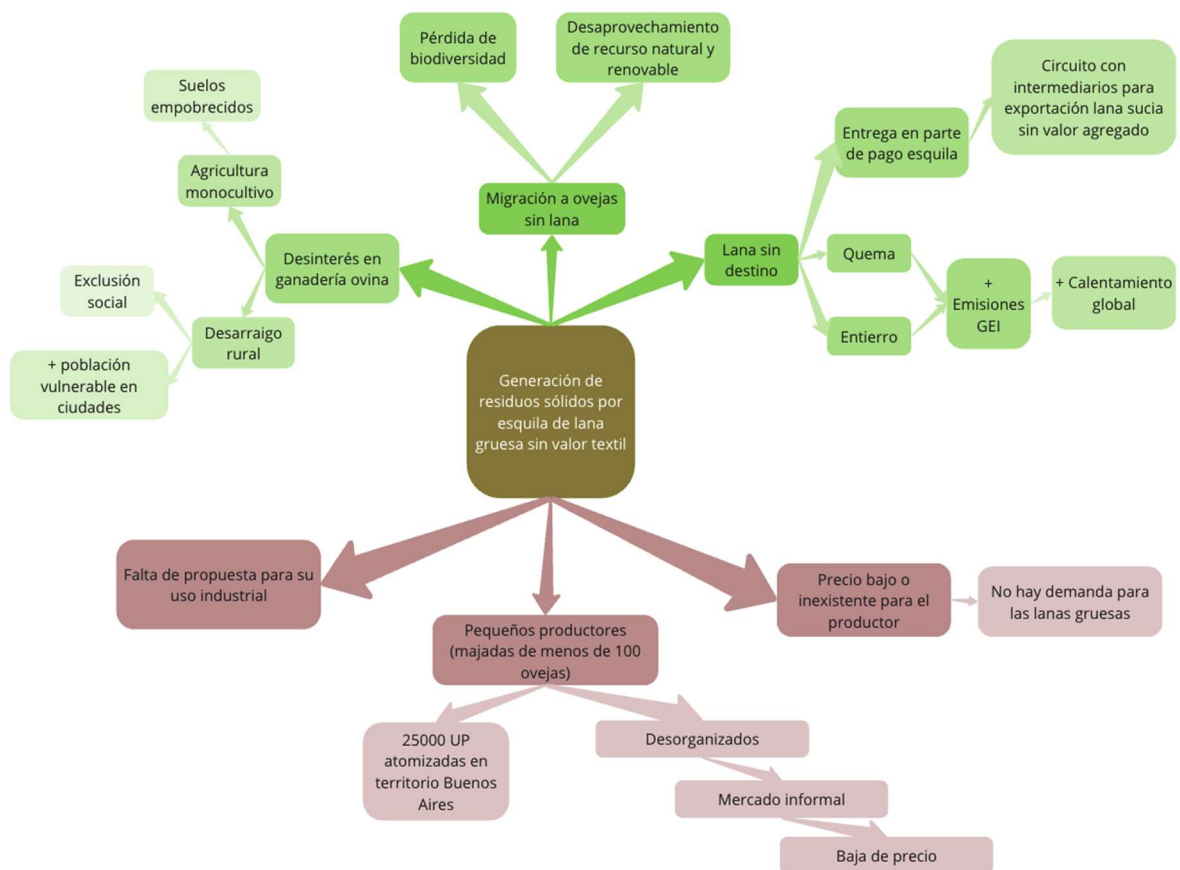 Pérdida de
biodiversidad
Desaprovechamiento
de recurso natural y
renovable
Circuito con
intermediarios para
exportación lana sucia
sin valor agregado
Suelos
empobrecidos
Entrega en parte
de pago esquila
Agricultura
monocultivo
Migración a ovejas
sin lana
Desinterés en
ganadería ovina
Lana sin
destino
Quema
Exclusión
social
+
Emisiones
GEI
+ Calentamiento
global
Desarraigo
rural
Entierro
+ población
vulnerable en
ciudades
Generación de
residuos sólidos por
esquila de lana
gruesa sin valor textil
Falta de propuesta para su
uso industrial
Precio bajo o
inexistente para el
productor
No hay demanda para
las lanas gruesas
Pequeños productores
(majadas de menos de 100
ovejas)
25000 UP
atomizadas en
territorio Buenos
Aires
Desorganizados
Mercado informal
Baja de precio